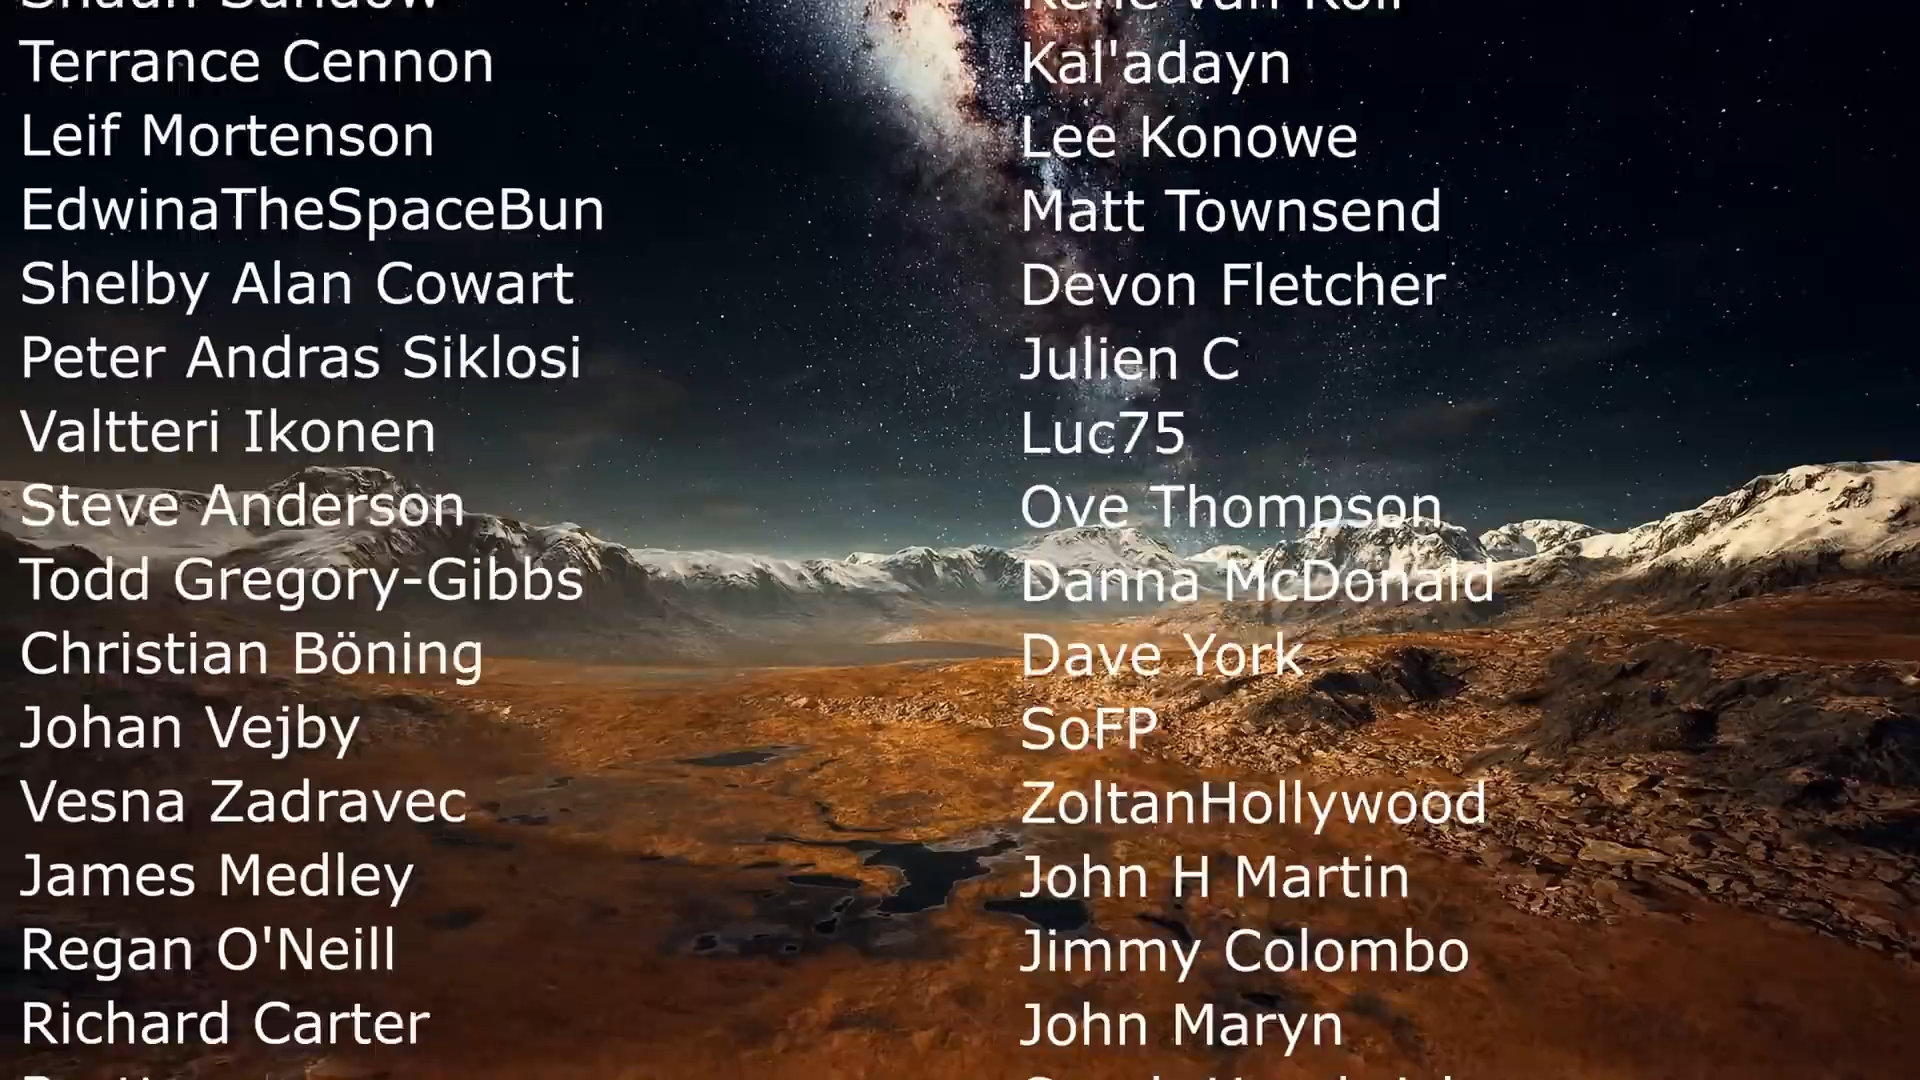 Terrance Cennon
Leif Mortenson
EdwinaTheSpaceBun
Shelby Alan Cowart
Peter Andras Siklosi
Valtteri Ikonen
Steve Anderson
Todd Gregory-Gibbs
Christian Böning
Johan Vejby
Vesna Zadravec
James Medley
Regan O'Neill
Richard Carter
Kal'adayn
Lee Konowe
Matt Townsend
Devon Fletcher
Julien C
Luc75
Ove Thompson
Danna McDonald
Dave York
SoFP
ZoltanHollywood
John H Martin
Jimmy Colombo
John Maryn